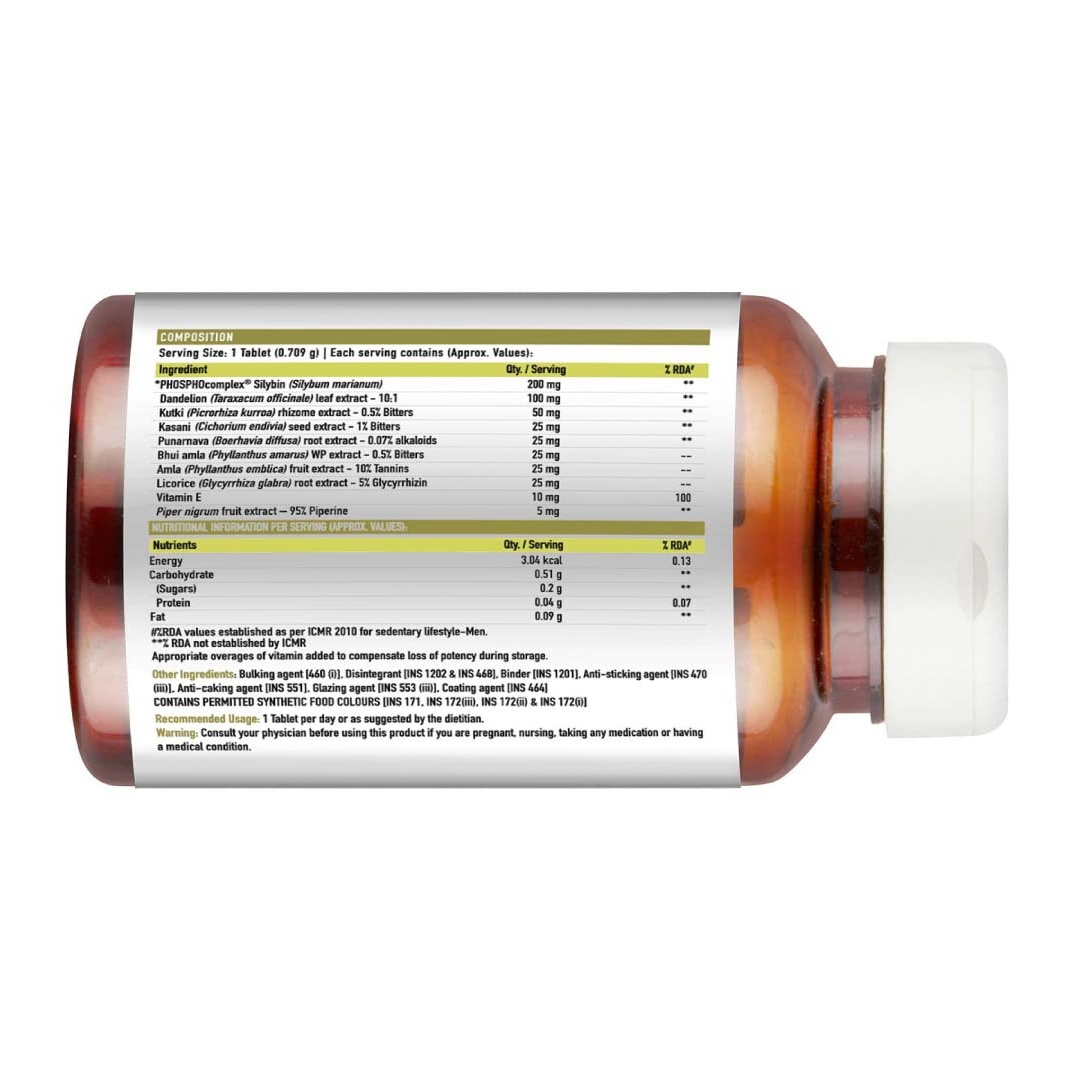 COMPOSITION
Serving Size: 1 Tablet (0.709 g) | Each serving contains (Approx. Values):
Ingredient Qty. / Serving % RDA#
*PHOSPHOcomplex® Silybin (Silybum marianum) 200 mg **
Dandelion (Taraxacum officinale) leaf extract – 10:1 100 mg **
Kutki (Picrorhiza kurroa) rhizome extract – 0.5% Bitters 50 mg **
Kasani (Cichorium endivia) seed extract – 1% Bitters 25 mg **
Punarnava (Boerhavia diffusa) root extract – 0.07% alkaloids 25 mg **
Bhui amla (Phyllanthus amarus) WP extract – 0.5% Bitters 25 mg --
Amla (Phyllanthus emblica) fruit extract – 10% Tannins 25 mg --
Licorice (Glycyrrhiza glabra) root extract – 5% Glycyrrhizin 25 mg --
Vitamin E 10 mg 100
Piper nigrum fruit extract — 95% Piperine 5 mg **
NUTRITIONAL INFORMATION PER SERVING (APPROX. VALUES):
Nutrients Qty. / Serving % RDA#
Energy 3.04 kcal 0.13
Carbohydrate 0.51 g **
(Sugars) 0.2 g **
Protein 0.04 g 0.07
Fat 0.09 g **
#%RDA values established as per ICMR 2010 for sedentary lifestyle-Men.
**% RDA not established by ICMR
Appropriate overages of vitamin added to compensate loss of potency during storage.
Other Ingredients: Bulking agent [460 (i)], Disintegrant [INS 1202 & INS 468], Binder [INS 1201], Anti-sticking agent [INS 470
(iii)], Anti-caking agent [INS 551], Glazing agent [INS 553 (iii)], Coating agent [INS 464]
CONTAINS PERMITTED SYNTHETIC FOOD COLOURS [INS 171, INS 172(iii), INS 172(ii) & INS 172(i)]
Recommended Usage: 1 Tablet per day or as suggested by the dietitian.
Warning: Consult your physician before using this product if you are pregnant, nursing, taking any medication or having
a medical condition.